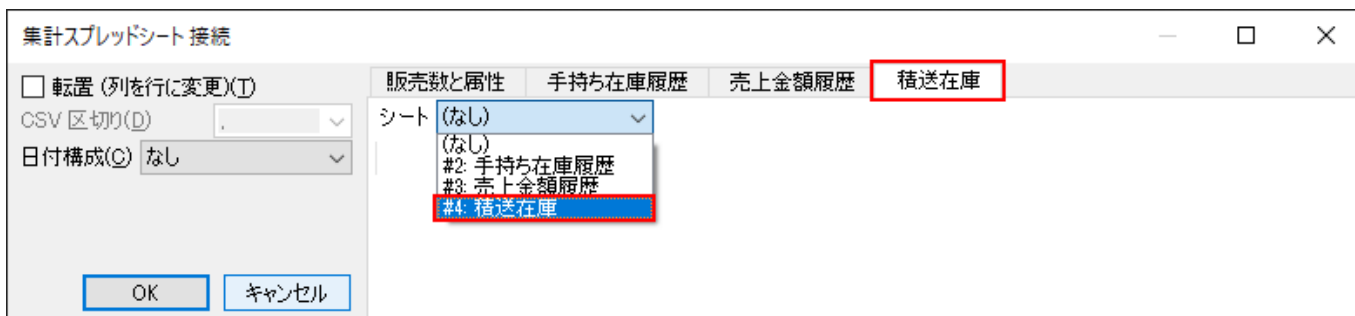 集計スプレッドシート 接続
転置 (列を行に変更)(T)
CSV 区切り(D) ,
日付構成(C) なし
OK キャンセル
販売数と属性 手持ち在庫履歴 売上金額履歴 積送在庫
シート (なし)
(なし)
#2: 手持ち在庫履歴
#3: 売上金額履歴
#4: 積送在庫